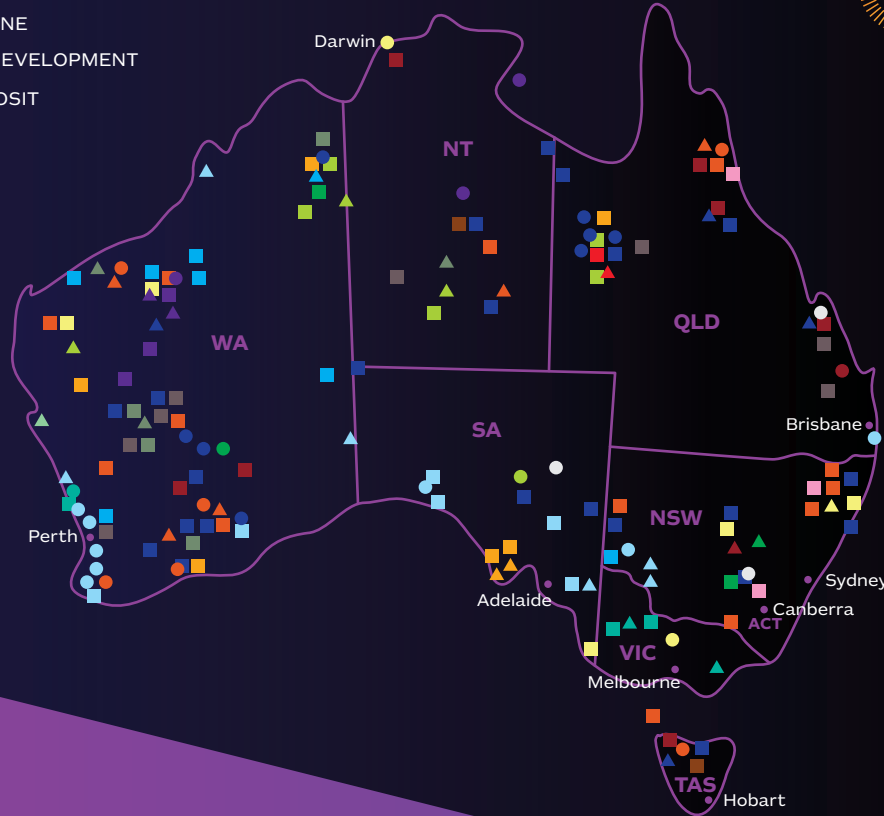 NE
EVELOPMENT
OSIT
Darwin
NT
WA
QLD
SA
Brisbane
NSW
Perth
Sydney
Adelaide
Canberra
ACT
VIC
Melbourne
TAS
Hobart